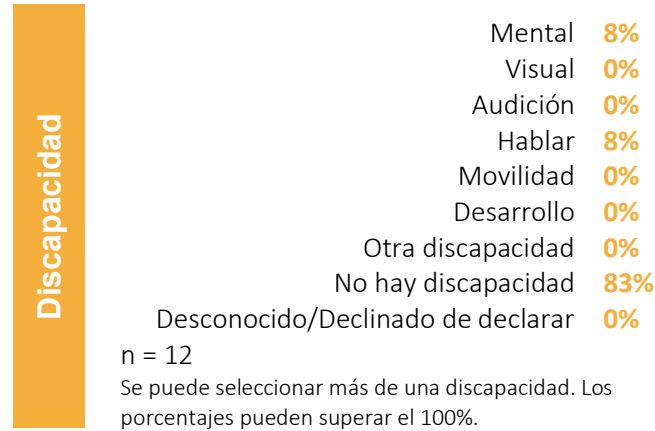 Discapacidad
Mental 8%
Visual 0%
Audición 0%
Hablar 8%
Movilidad 0%
Desarrollo 0%
Otra discapacidad 0%
No hay discapacidad 83%
Desconocido/Declinado de declarar 0%
n = 12
Se puede seleccionar más de una discapacidad. Los
porcentajes pueden superar el 100%.